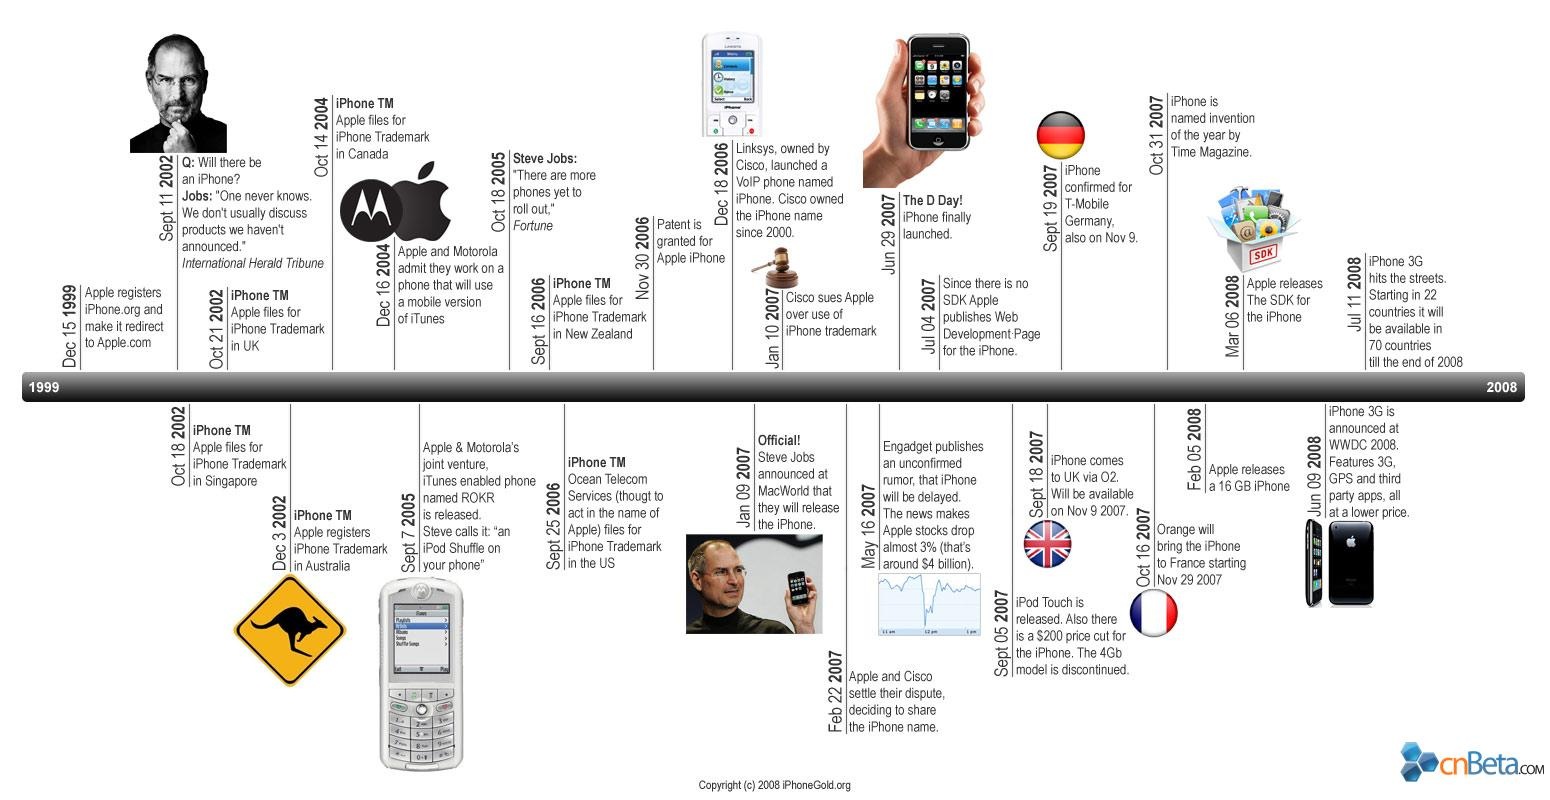 Sept 11 2002
Q: Will there be
an iPhone?
Jobs: "One never knows.
We don't usually discuss
products we haven't
announced."
International Herald Tribune
Oct 14 2004
iPhone TM
Apple files for
iPhone Trademark
in Canada
Dec 16 2004
Apple and Motorola
admit they work on a
phone that will use
a mobile version
of iTunes
Oct 18 2005
Steve Jobs:
"There are more
phones yet to
roll out,"
Fortune
Nov 30 2006
Patent is
granted for
Apple iPhone
Dec 18 2006
Linksys, owned by
Cisco, launched a
VoIP phone named
iPhone. Cisco owned
the iPhone name
since 2000.
Jun 29 2007
The D Day!
iPhone finally
launched.
Sept 19 2007
iPhone
confirmed for
T-Mobile
Germany,
also on Nov 9.
Oct 31 2007
iPhone is
named invention
of the year by
Time Magazine.
Dec 15 1999
Apple registers
iPhone.org and
make it redirect
to Apple.com
Oct 21 2002
iPhone TM
Apple files for
iPhone Trademark
in UK
Sept 16 2006
iPhone TM
Apple files for
iPhone Trademark
in New Zealand
Jan 10 2007
Cisco sues Apple
over use of
iPhone trademark
Jul 04 2007
Since there is no
SDK Apple
publishes Web
Development Page
for the iPhone.
SDK
Mar 06 2008
Apple releases
The SDK for
the iPhone
Jul 11 2008
iPhone 3G
hits the streets.
Starting in 22
countries it will
be available in
70 countries
till the end of 2008
1999
2008
Oct 18 2002
iPhone TM
Apple files for
iPhone Trademark
in Singapore
Dec 3 2002
iPhone TM
Apple registers
iPhone Trademark
in Australia
Sept 7 2005
Apple & Motorola's
joint venture,
iTunes enabled phone
named ROKR
is released.
Steve calls it: "an
iPod Shuffle on
your phone"
Sept 25 2006
iPhone TM
Ocean Telecom
Services (thougt to
act in the name of
Apple) files for
iPhone Trademark
in the US
Jan 09 2007
Official!
Steve Jobs
announced at
MacWorld that
they will release
the iPhone.
Feb 22 2007
Apple and Cisco
settle their dispute,
deciding to share
the iPhone name.
May 16 2007
Engadget publishes
an unconfirmed
rumor, that iPhone
will be delayed.
The news makes
Apple stocks drop
almost 3% (that's
around $4 billion).
11 am 12 pm 1 pm
Sept 05 2007
iPod Touch is
released. Also there
is a $200 price cut for
the iPhone. The 4Gb
model is discontinued.
Sept 18 2007
iPhone comes
to UK via O2.
Will be available
on Nov 9 2007.
Oct 16 2007
Orange will
bring the iPhone
to France starting
Nov 29 2007
Feb 05 2008
Apple releases
a 16 GB iPhone
Jun 09 2008
iPhone 3G is
announced at
WWDC 2008.
Features 3G,
GPS and third
party apps, all
at a lower price.
Copyright (c) 2008 iPhoneGold.org
cnBeta.COM